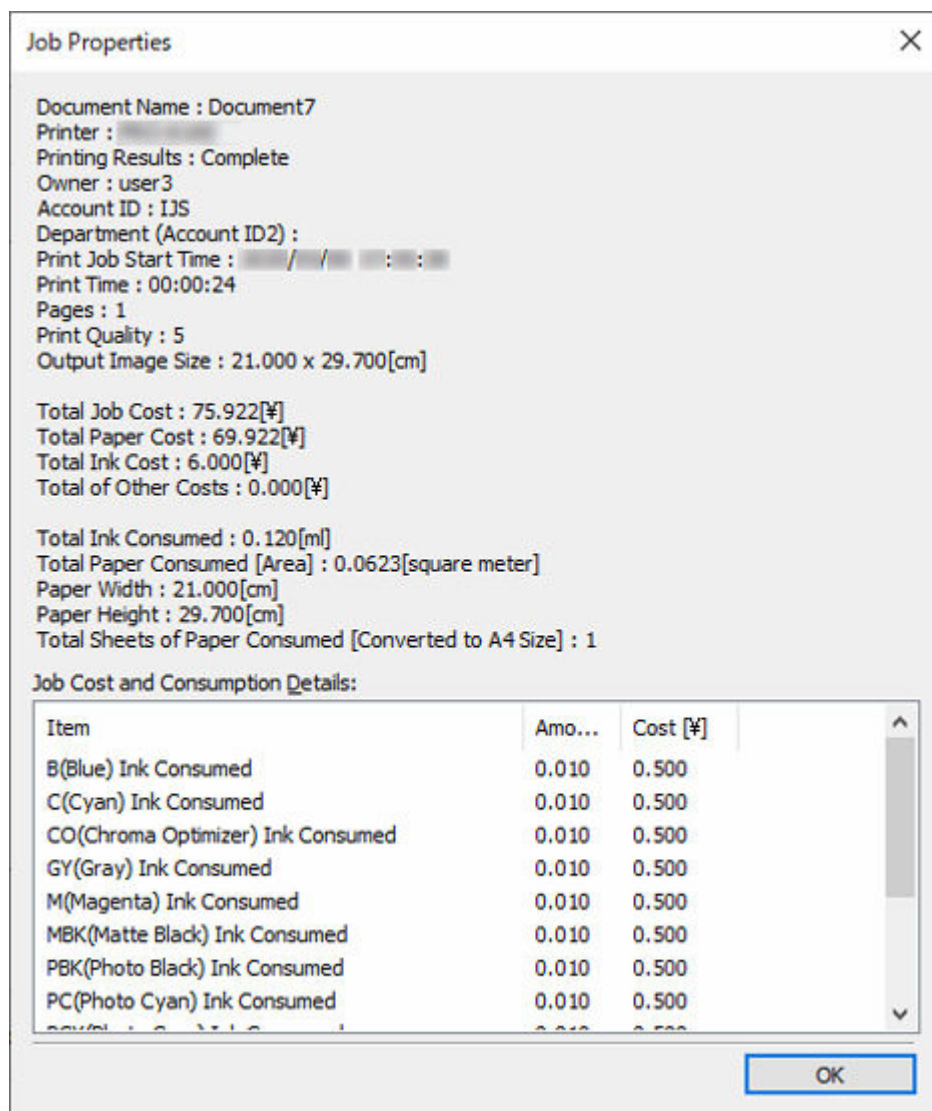 Job Properties
Document Name : Document7
Printer :
Printing Results : Complete
Owner : user3
Account ID : IJS
Department (Account ID2) :
Print Job Start Time : / / : :
Print Time : 00:00:24
Pages : 1
Print Quality : 5
Output Image Size : 21.000 x 29.700[cm]
Total Job Cost : 75.922[¥]
Total Paper Cost : 69.922[¥]
Total Ink Cost : 6.000[¥]
Total of Other Costs : 0.000[¥]
Total Ink Consumed : 0.120[ml]
Total Paper Consumed [Area] : 0.0623[square meter]
Paper Width : 21.000[cm]
Paper Height : 29.700[cm]
Total Sheets of Paper Consumed [Converted to A4 Size] : 1
Job Cost and Consumption Details:
Item Amo... Cost [¥]
B(Blue) Ink Consumed 0.010 0.500
C(Cyan) Ink Consumed 0.010 0.500
CO(Chroma Optimizer) Ink Consumed 0.010 0.500
GY(Gray) Ink Consumed 0.010 0.500
M(Magenta) Ink Consumed 0.010 0.500
MBK(Matte Black) Ink Consumed 0.010 0.500
PBK(Photo Black) Ink Consumed 0.010 0.500
PC(Photo Cyan) Ink Consumed 0.010 0.500
OK